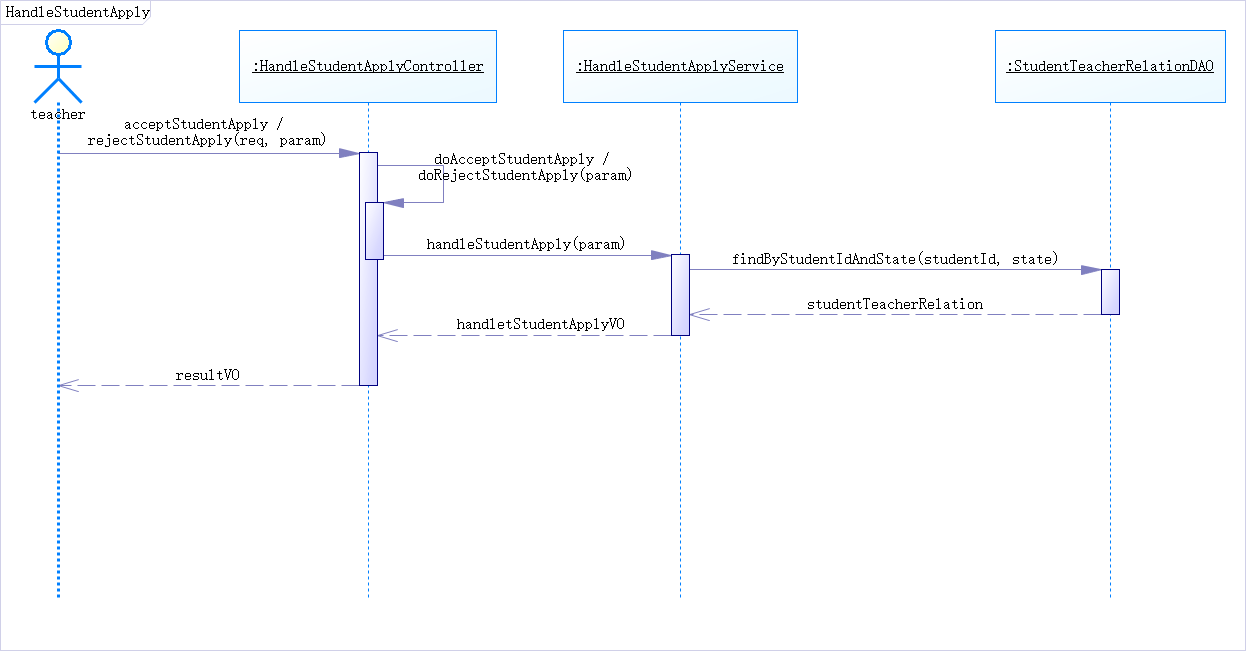 HandleStudentApply
:HandleStudentApplyController
:HandleStudentApplyService
:StudentTeacherRelationDAO
teacher
acceptStudentApply /
rejectStudentApply(req, param)
doAcceptStudentApply /
doRejectStudentApply(param)
handleStudentApply(param)
findByStudentIdAndState(studentId, state)
studentTeacherRelation
handletStudentApplyVO
resultVO